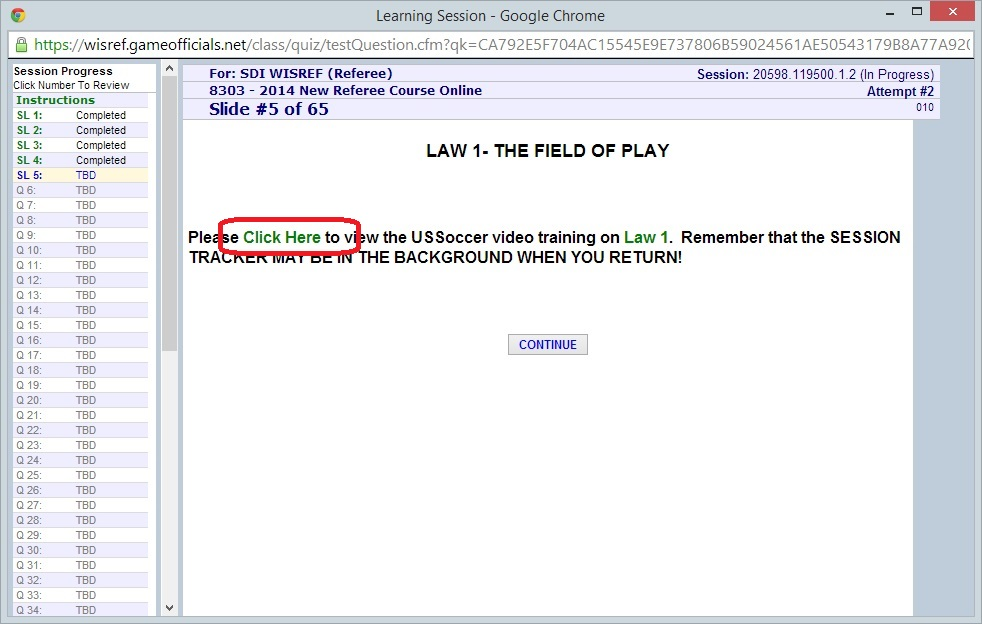 Learning Session - Google Chrome
https://wisref.gameofficials.net/class/quiz/testQuestion.cfm?qk=CA792E5F704AC15545E9E737806B59024561AE50543179B8A77A92
Session Progress
Click Number To Review
Instructions
SL 1: Completed
SL 2: Completed
SL 3: Completed
SL 4: Completed
SL 5: TBD
Q 6: TBD
Q 7: TBD
Q 8: TBD
Q 9: TBD
Q 10: TBD
Q 11: TBD
Q 12: TBD
Q 13: TBD
Q 14: TBD
Q 15: TBD
Q 16: TBD
Q 17: TBD
Q 18: TBD
Q 19: TBD
Q 20: TBD
Q 21: TBD
Q 22: TBD
Q 23: TBD
Q 24: TBD
Q 25: TBD
Q 26: TBD
Q 27: TBD
Q 28: TBD
Q 29: TBD
Q 30: TBD
Q 31: TBD
Q 32: TBD
Q 33: TBD
Q 34: TBD
For: SDI WISREF (Referee)
Session: 20598.119500.1.2 (In Progress)
8303 - 2014 New Referee Course Online
Attempt #2
Slide #5 of 65
010
LAW 1- THE FIELD OF PLAY
Please Click Here to view the USSoccer video training on Law 1. Remember that the SESSION
TRACKER MAY BE IN THE BACKGROUND WHEN YOU RETURN!
CONTINUE